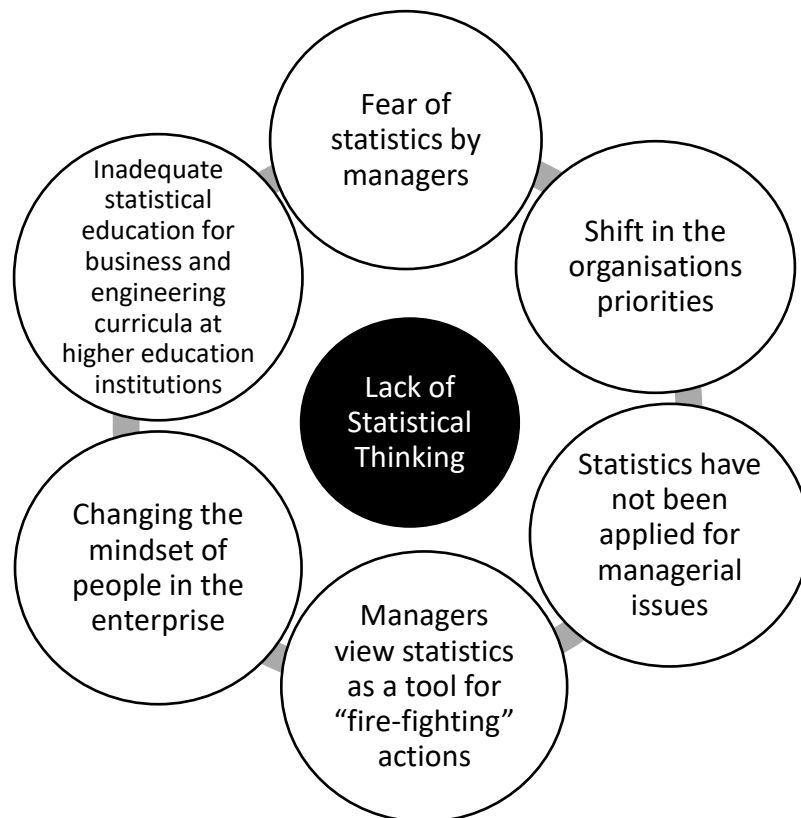 Fear of
statistics by
managers
Shift in the
organisations
priorities
Statistics have
not been
applied for
managerial
issues
Managers
view statistics
as a tool for
“fire-fighting”
actions
Changing the
mindset of
people in the
enterprise
Inadequate
statistical
education for
business and
engineering
curricula at
higher education
institutions
Lack of
Statistical
Thinking